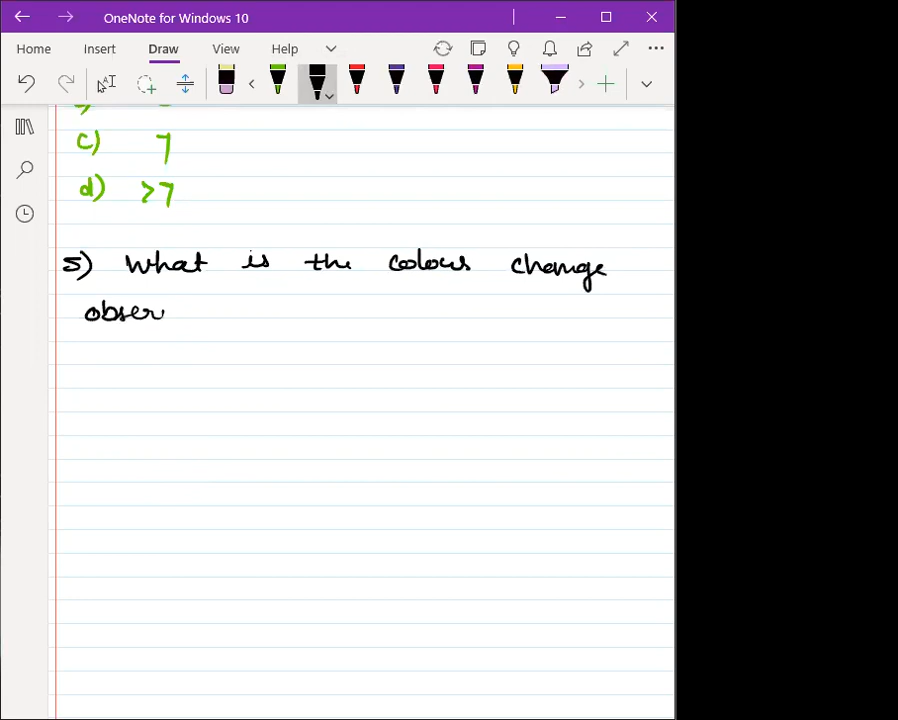 OneNote for Windows 10
Home Insert Draw View Help
c) 7
d) >7
5) What is the colour change
obser